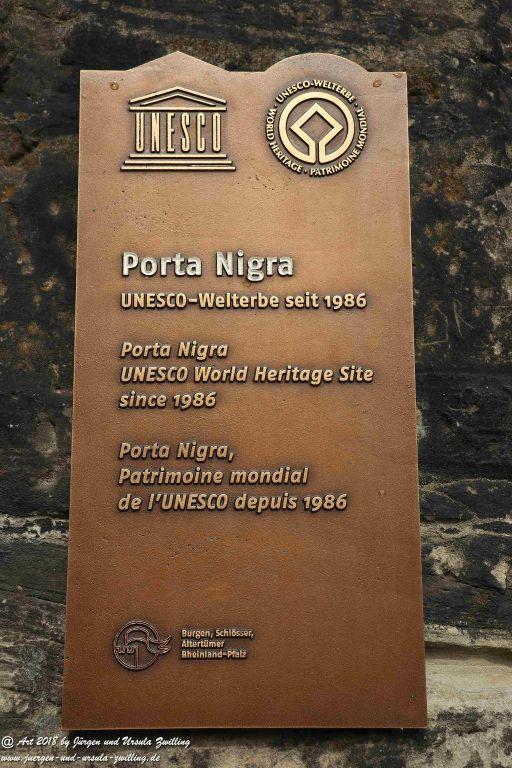 UNESCO
UNESCO-WELTERBE · WORLD HERITAGE · PATRIMOINE MONDIAL ·
Porta Nigra
UNESCO-Welterbe seit 1986
Porta Nigra
UNESCO World Heritage Site
since 1986
Porta Nigra,
Patrimoine mondial
de l'UNESCO depuis 1986
Burgen, Schlösser,
Altertümer
Rheinland-Pfalz
@ Art 2018 by Jürgen und Ursula Zwilling
www.juergen-und-ursula-zwilling.de